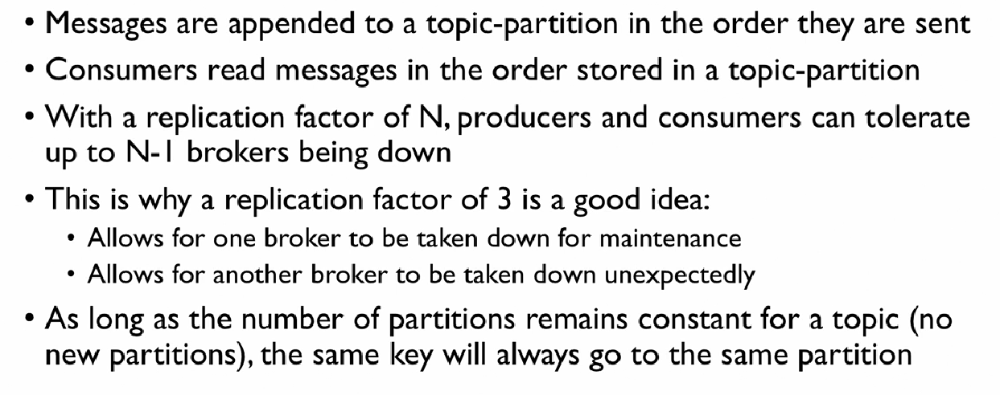 • Messages are appended to a topic-partition in the order they are sent
• Consumers read messages in the order stored in a topic-partition
• With a replication factor of N, producers and consumers can tolerate
up to N-1 brokers being down
• This is why a replication factor of 3 is a good idea:
• Allows for one broker to be taken down for maintenance
• Allows for another broker to be taken down unexpectedly
• As long as the number of partitions remains constant for a topic (no
new partitions), the same key will always go to the same partition